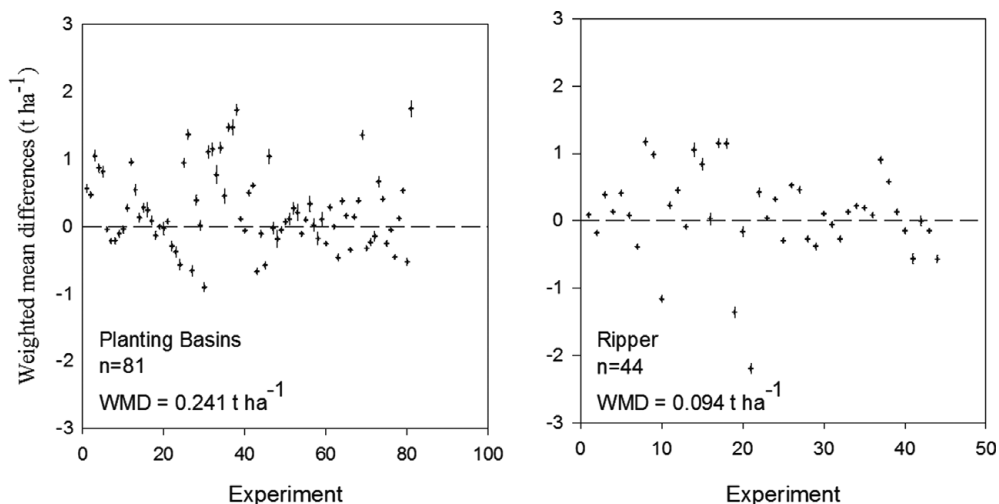 Weighted mean differences (t ha-1)
3
2
1
0
-1
-2
-3
Planting Basins
n=81
WMD = 0.241 t ha-1
0
20
40
60
80
100
Experiment
3
2
1
0
-1
-2
-3
Ripper
n=44
WMD = 0.094 t ha-1
0
10
20
30
40
50
Experiment